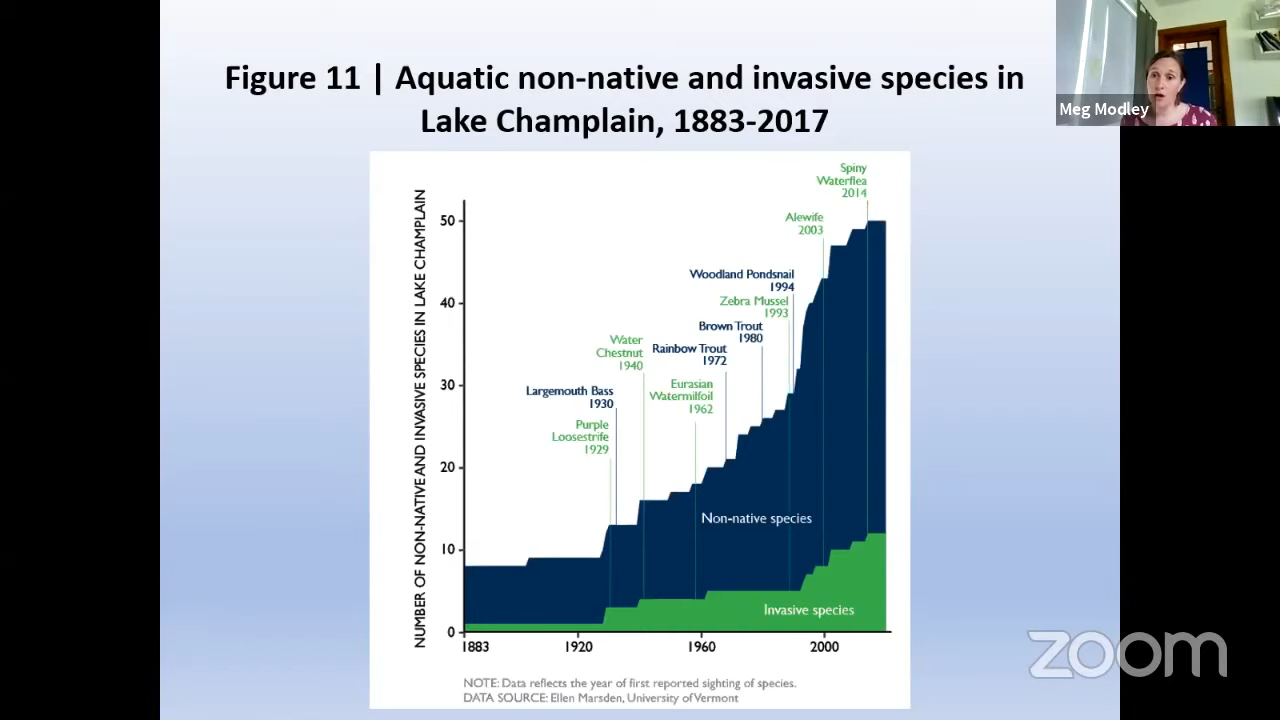 Figure 11 | Aquatic non-native and invasive species in
Lake Champlain, 1883-2017
Meg Modley
NUMBER OF NON-NATIVE AND INVASIVE SPECIES IN LAKE CHAMPLAIN
50
40
30
20
10
0
Spiny
Waterflea
2014
Alewife
2003
Woodland Pondsnail
1994
Zebra Mussel
1993
Brown Trout
1980
Rainbow Trout
1972
Water
Chestnut
1940
Eurasian
Watermilfoil
1962
Largemouth Bass
1930
Purple
Loosestrife
1929
Non-native species
Invasive species
1883
1920
1960
2000
NOTE: Data reflects the year of first reported sighting of species.
DATA SOURCE: Ellen Marsden, University of Vermont
zoom